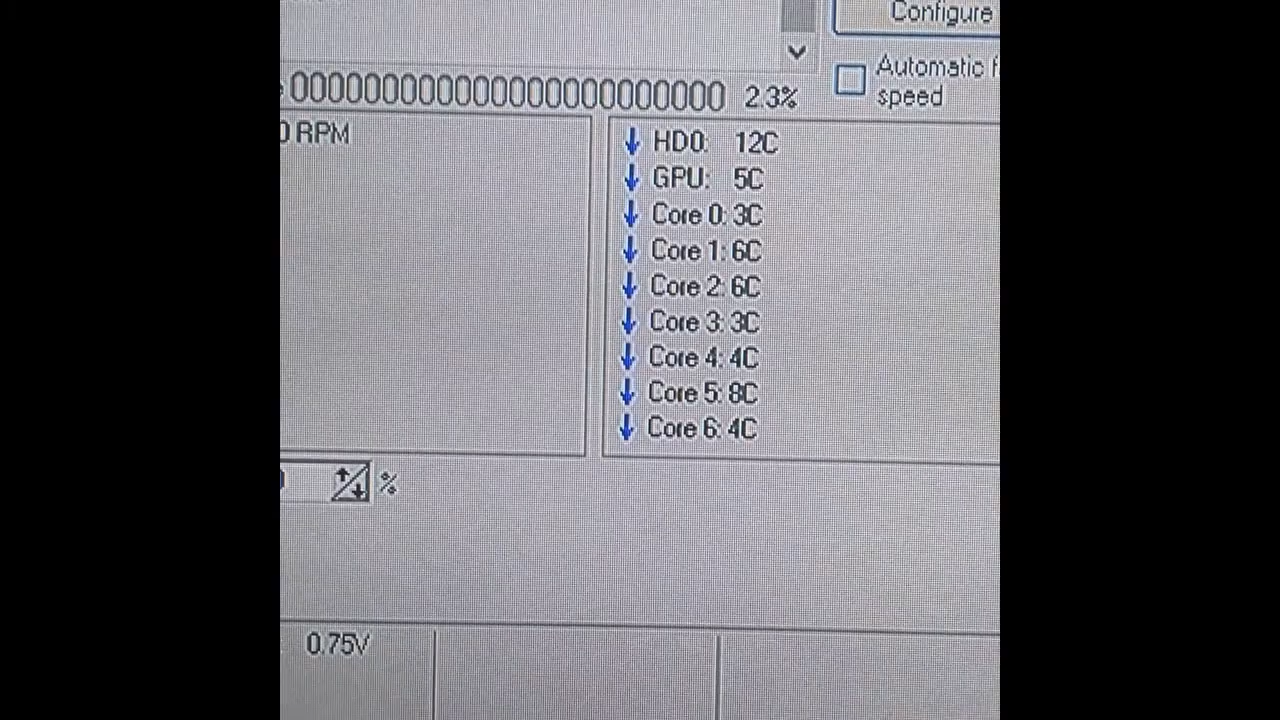 Configure
Automatic f
speed
2.3%
0 RPM
HD0: 12C
GPU: 5C
Core 0: 3C
Core 1: 6C
Core 2: 6C
Core 3: 3C
Core 4: 4C
Core 5: 8C
Core 6: 4C
%
0.75V